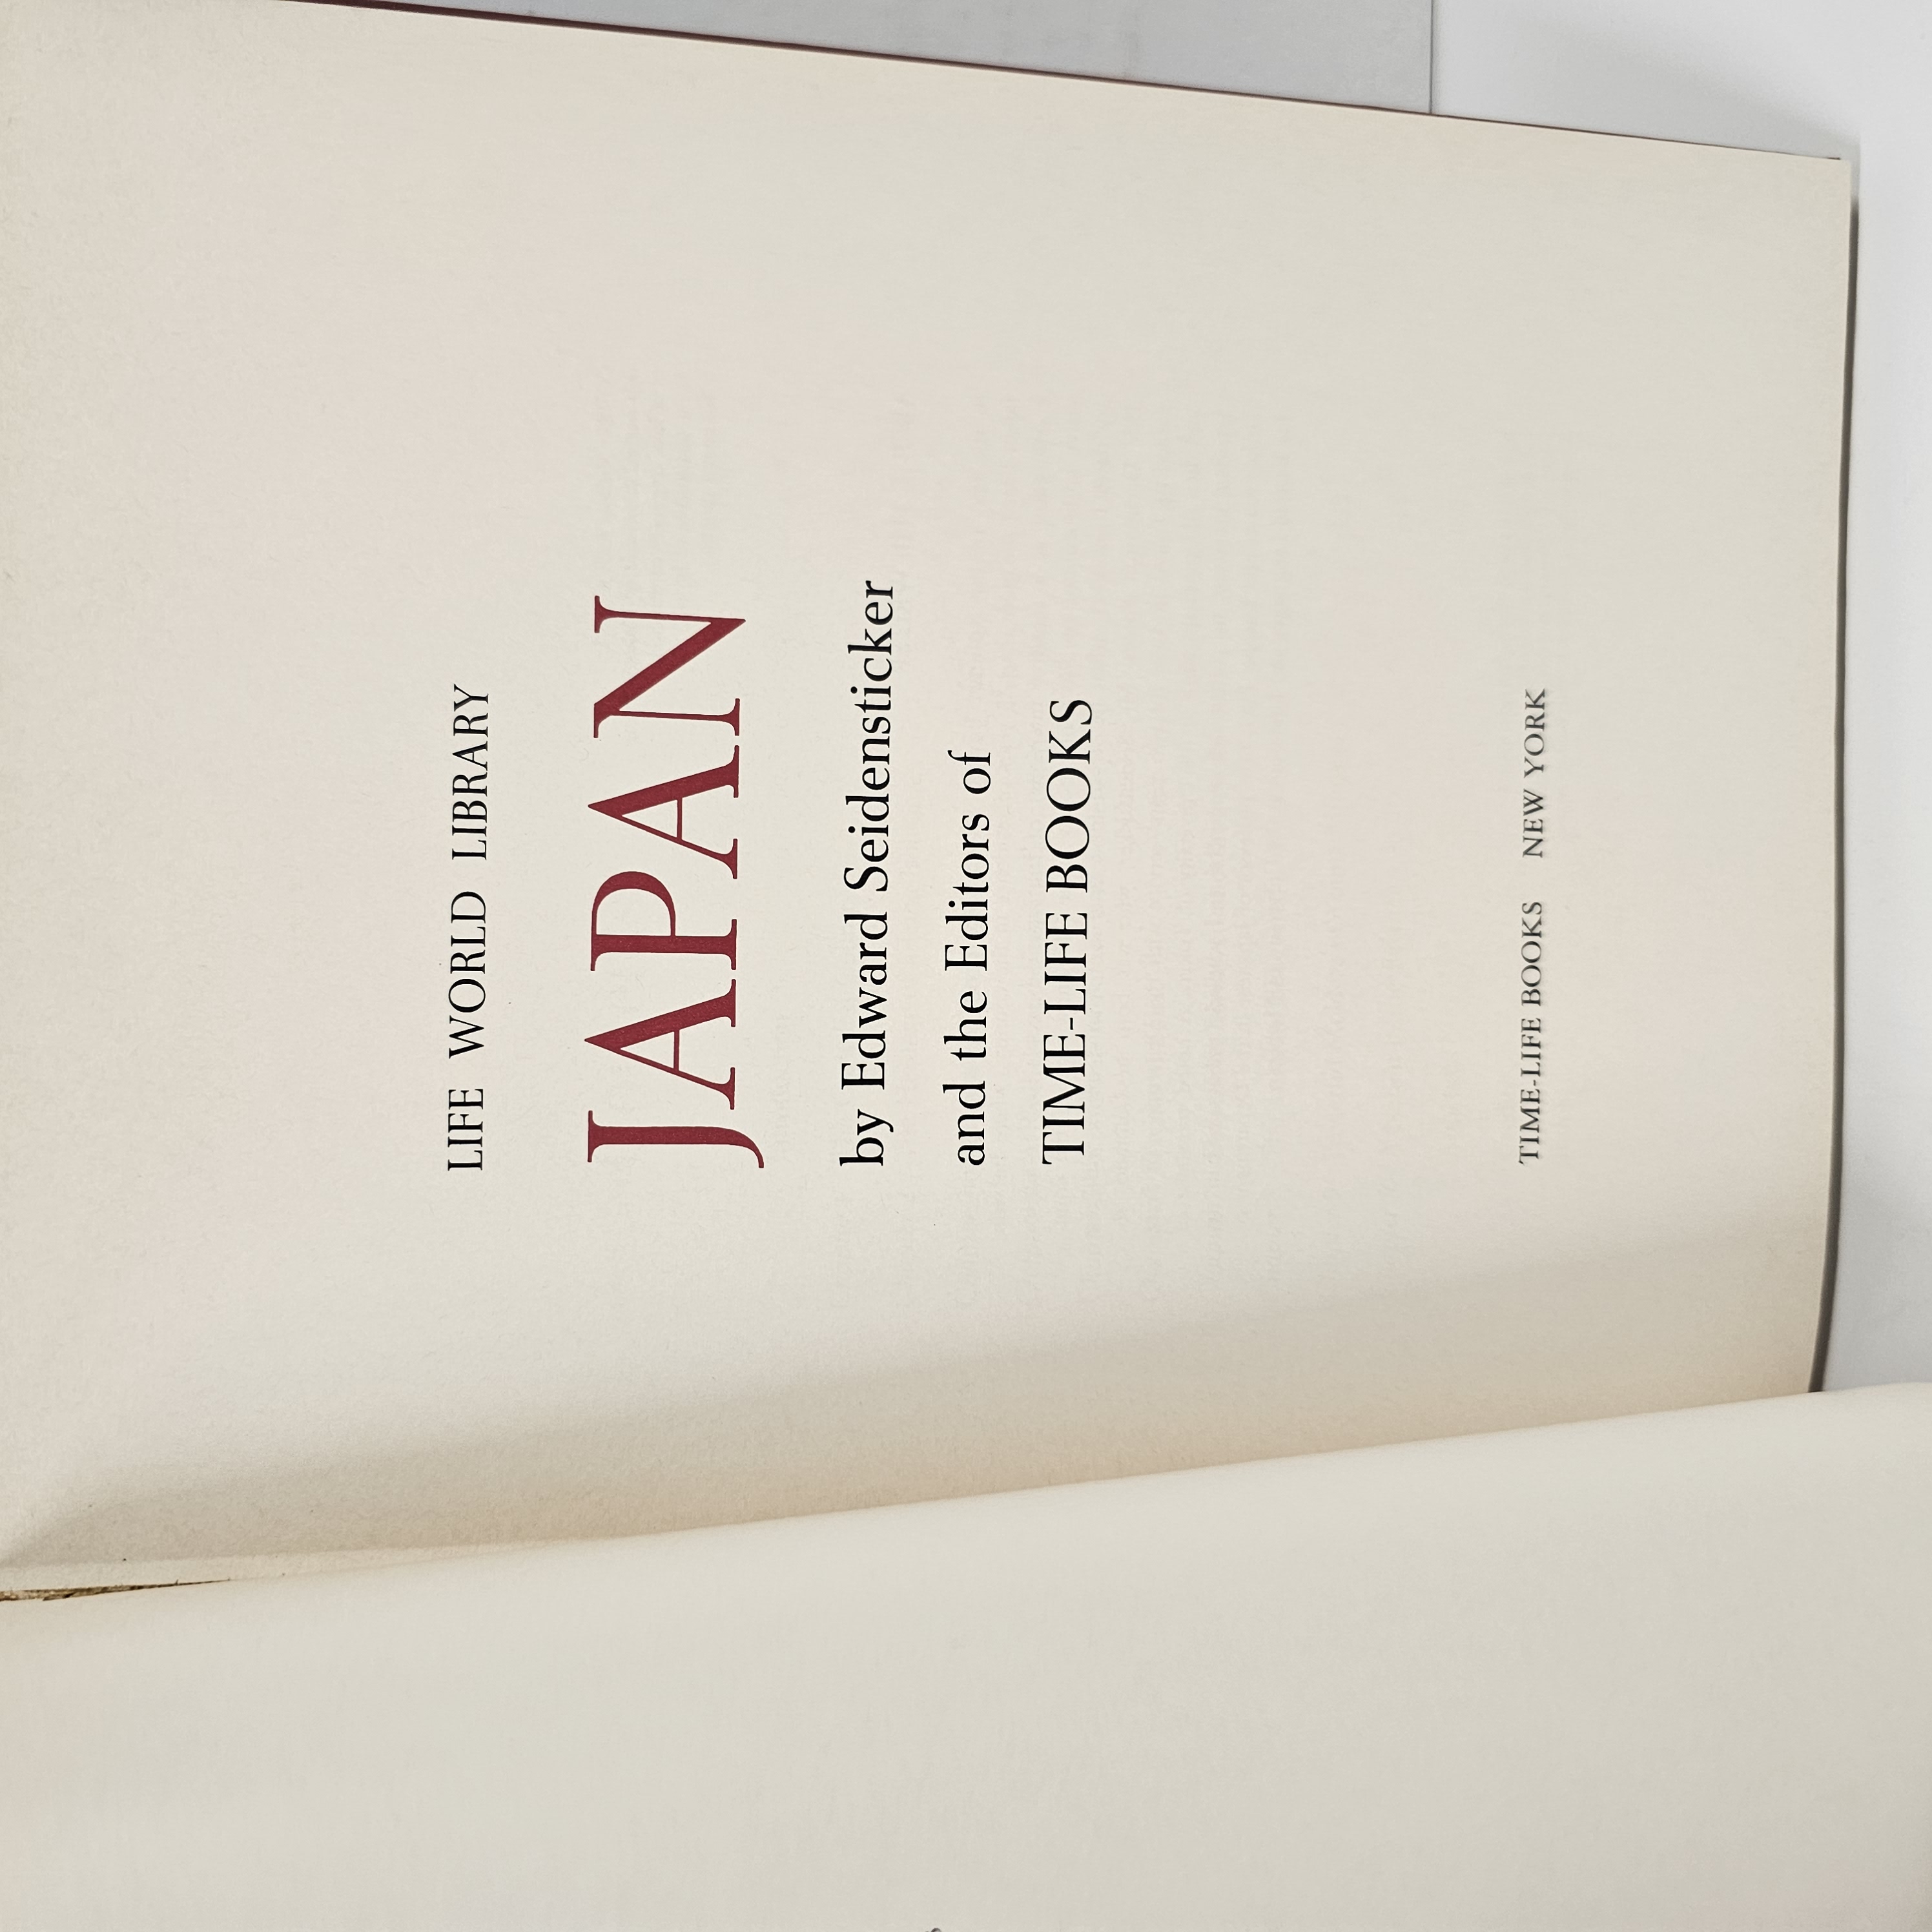 LIFE WORLD LIBRARY
JAPAN
by Edward Seidensticker
and the Editors of
TIME-LIFE BOOKS
TIME-LIFE BOOKS NEW YORK